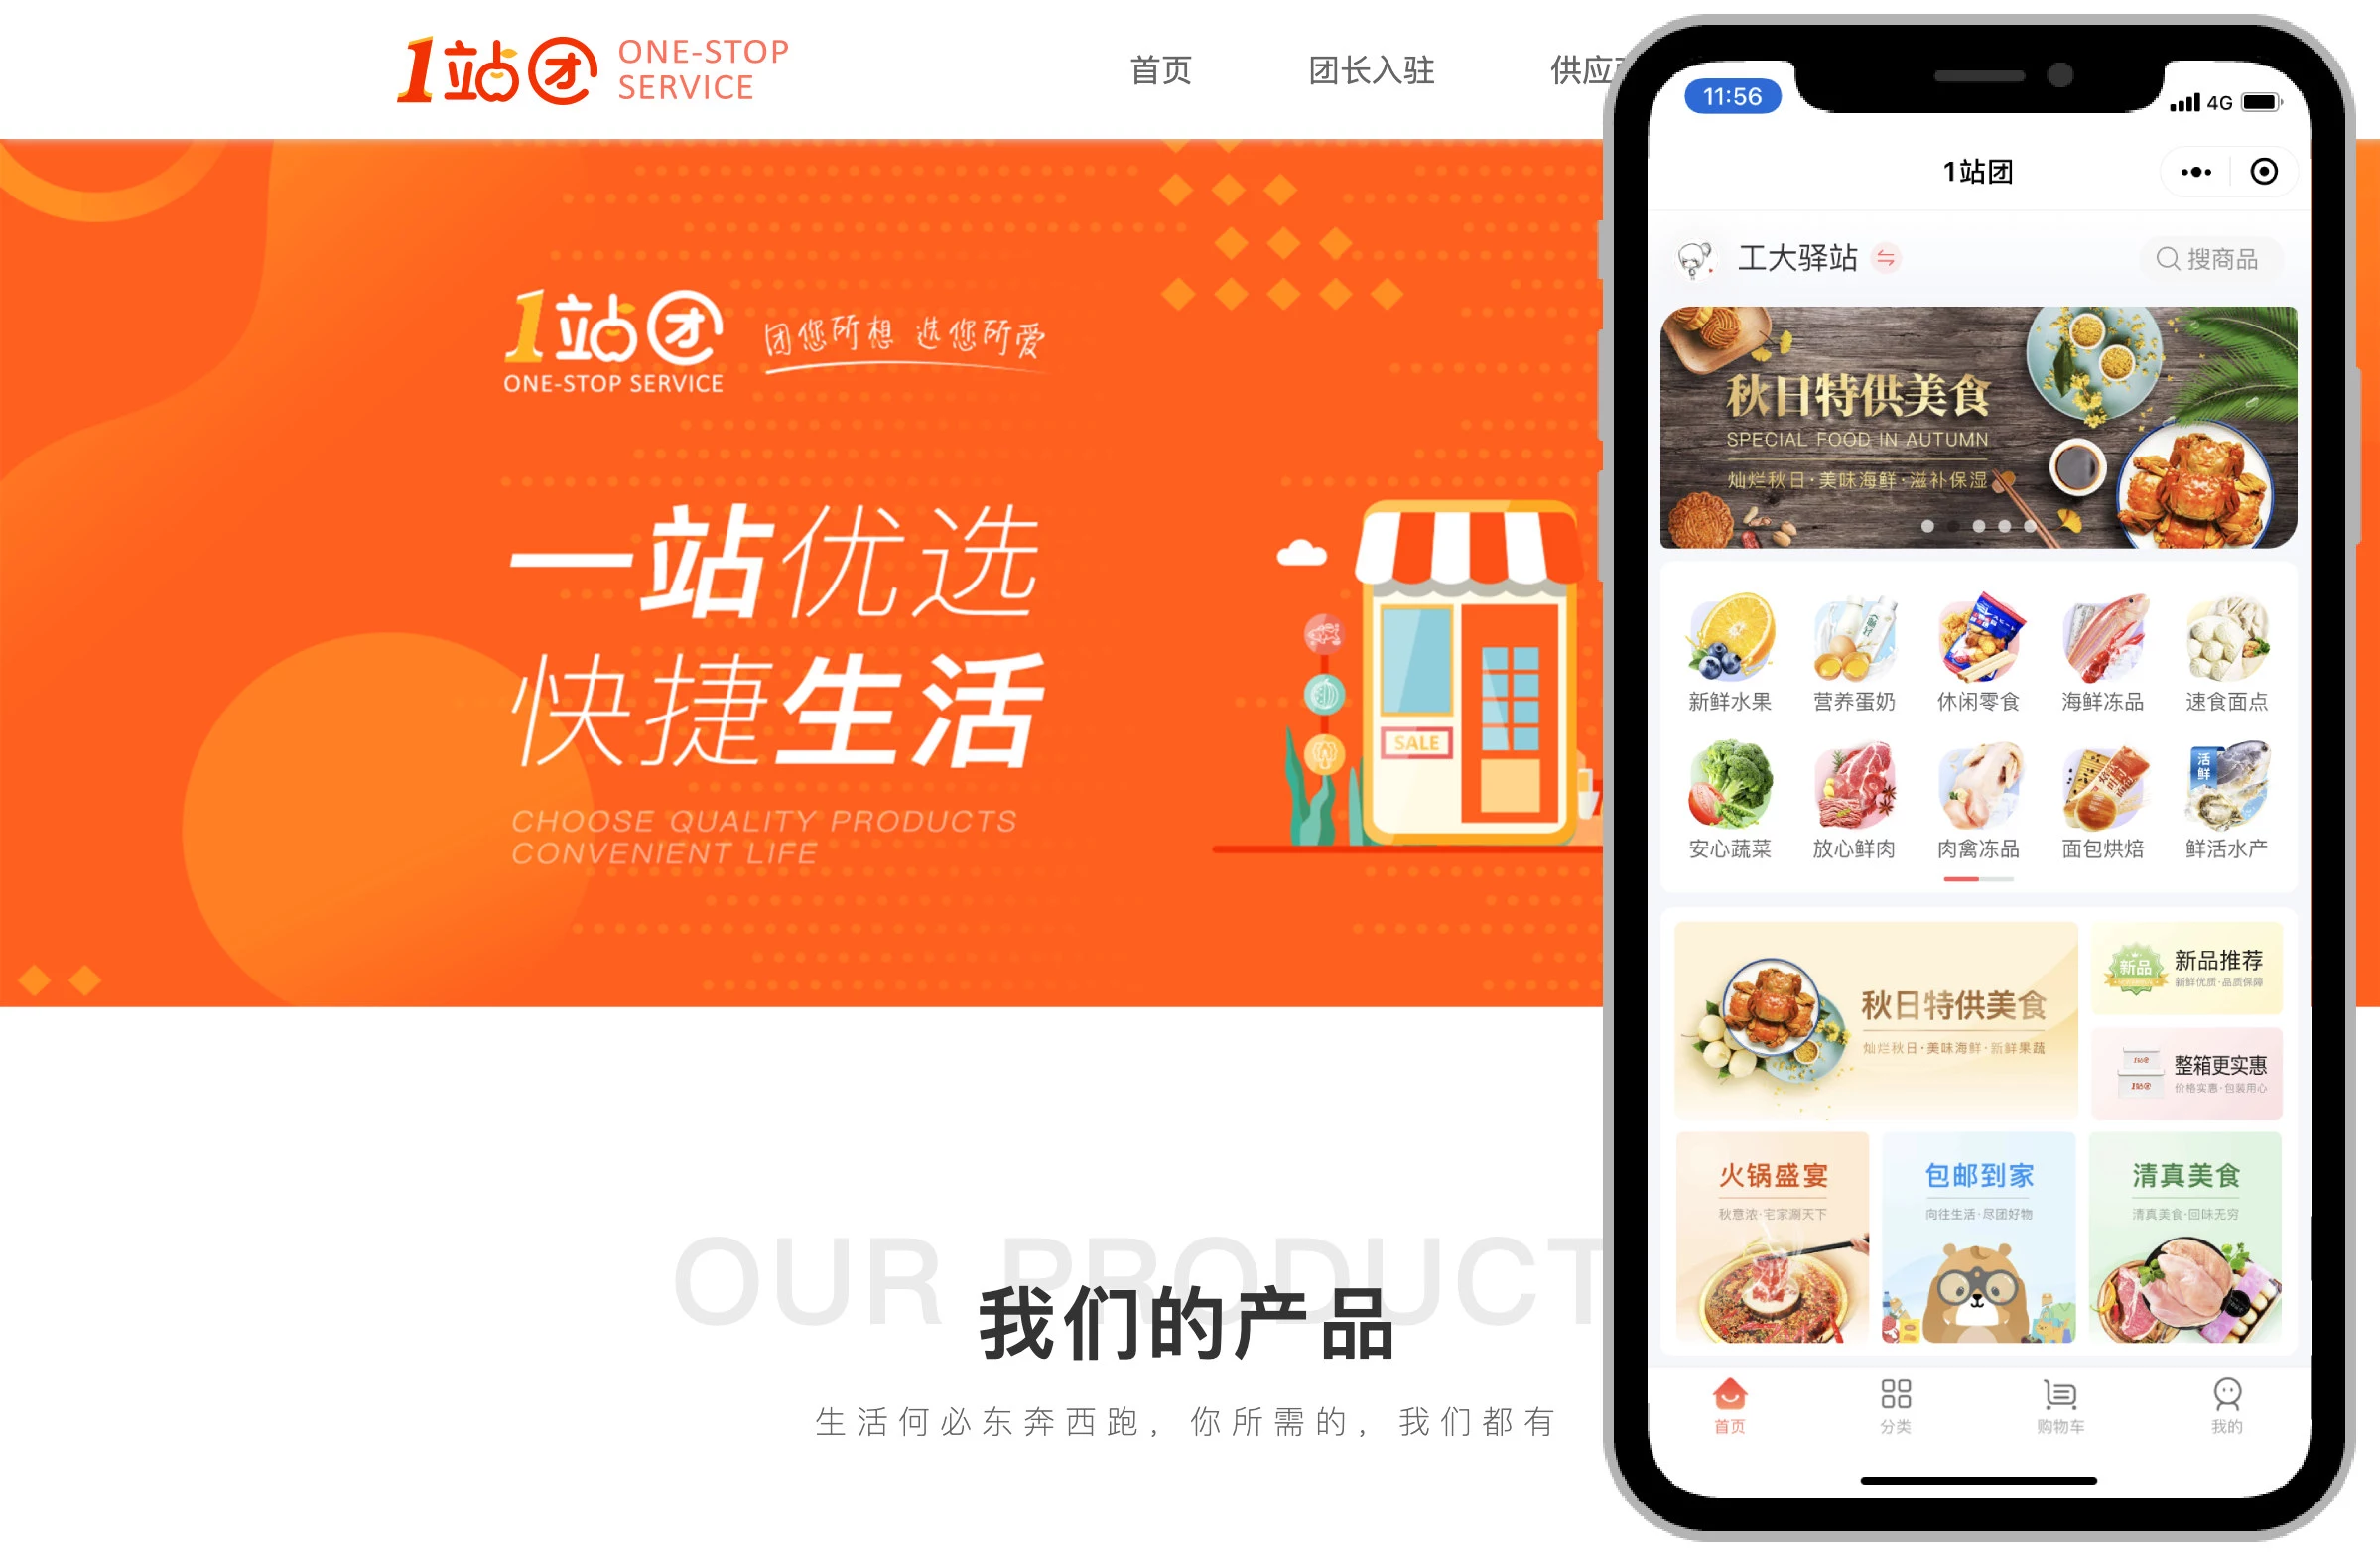 1站团 ONE-STOP SERVICE
首页 团长入驻 供应
1站团
ONE-STOP SERVICE
团您所想 选您所爱
一站优选
快捷生活
CHOOSE QUALITY PRODUCTS
CONVENIENT LIFE
SALE
OUR PRODUCT
我们的产品
生活何必东奔西跑，你所需的，我们都有
11:56 4G
1站团
工大驿站 搜商品
秋日特供美食
SPECIAL FOOD IN AUTUMN
灿烂秋日·美味海鲜·滋补保湿
新鲜水果 营养蛋奶 休闲零食 海鲜冻品 速食面点
活鲜
安心蔬菜 放心鲜肉 肉禽冻品 面包烘焙 鲜活水产
秋日特供美食
灿烂秋日·美味海鲜·新鲜果蔬
新品
新品推荐
新鲜优质·品质保障
1站团
1站团
整箱更实惠
价格实惠·包装用心
火锅盛宴
秋意浓·宅家涮天下
包邮到家
向往生活·尽团好物
清真美食
清真美食·回味无穷
首页 分类 购物车 我的